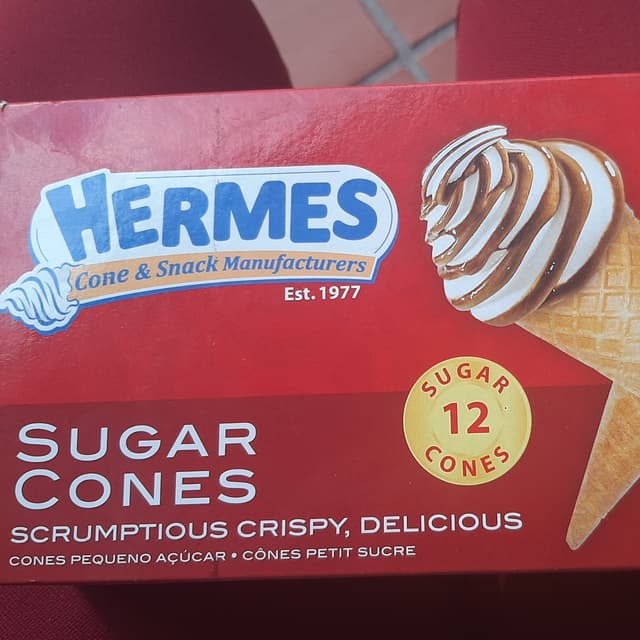 HERMES
Cone & Snack Manufacturers
Est. 1977
SUGAR
12
CONES
SUGAR
CONES
SCRUMPTIOUS CRISPY, DELICIOUS
CONES PEQUENO AÇÚCAR • CÔNES PETIT SUCRE